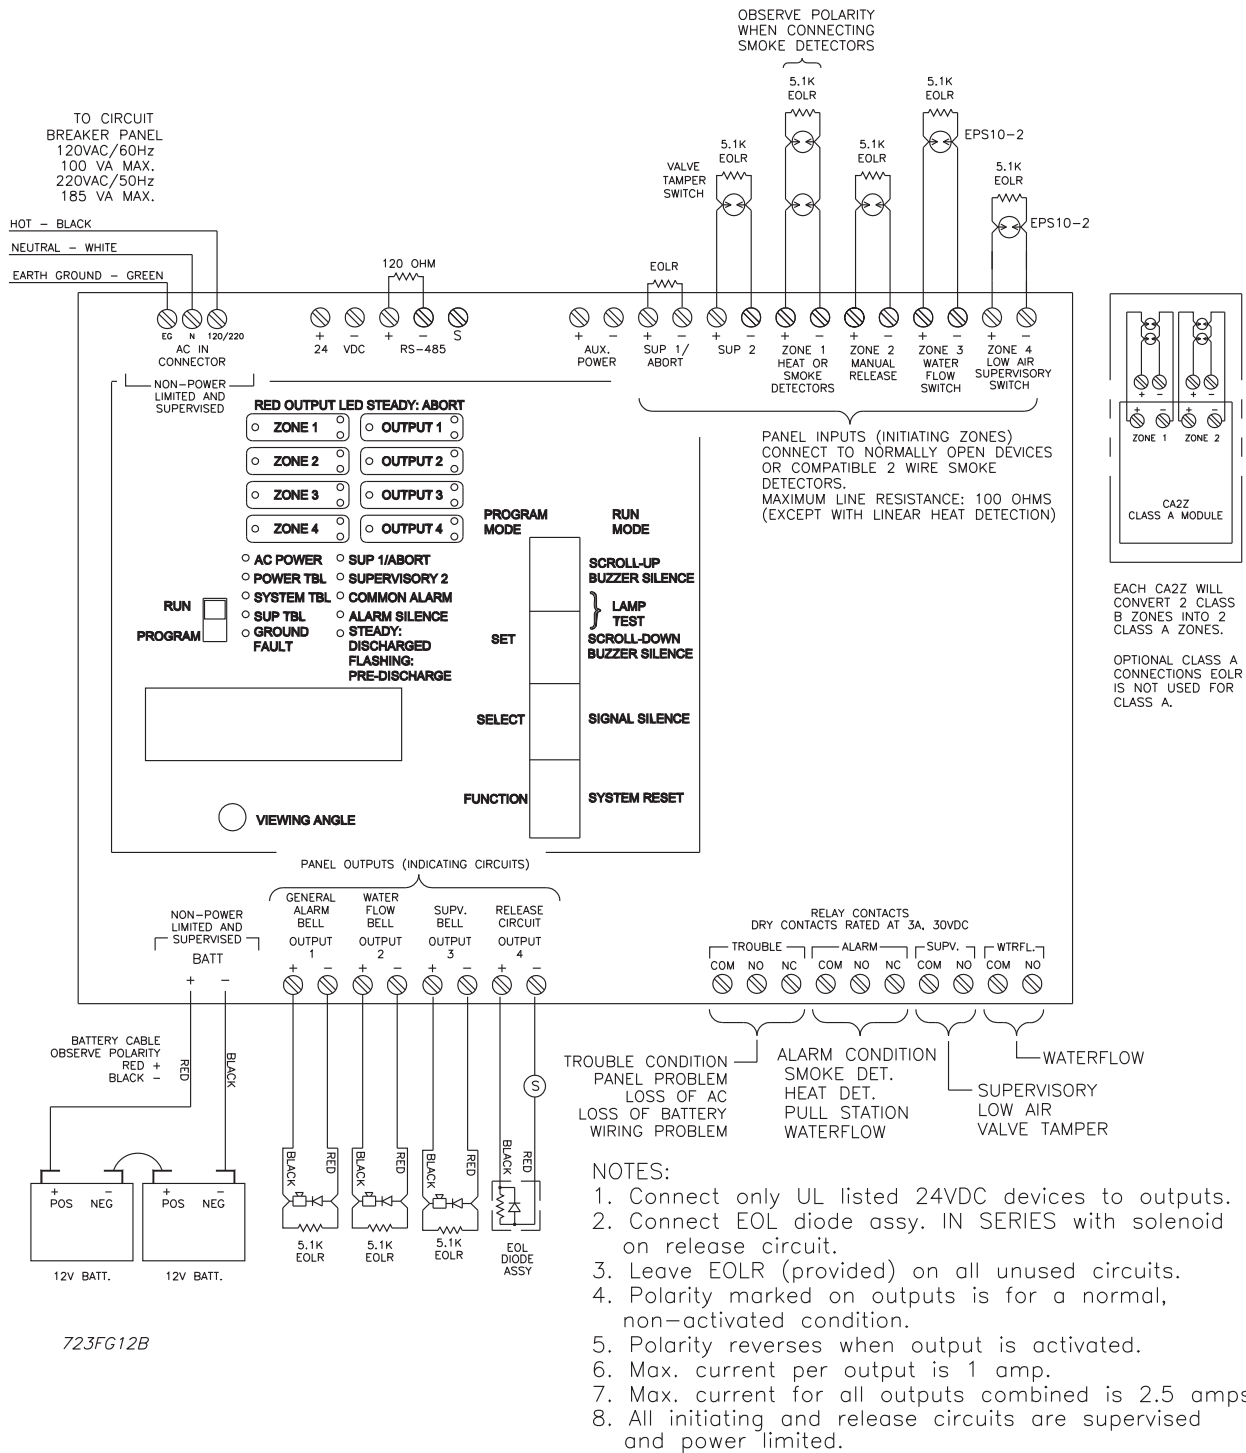 OBSERVE POLARITY
WHEN CONNECTING
SMOKE DETECTORS
5.1K
EOLR
5.1K
EOLR
TO CIRCUIT
BREAKER PANEL
120VAC/60Hz
100 VA MAX.
220VAC/50Hz
185 VA MAX.
EPS10-2
5.1K
EOLR
5.1K
EOLR
VALVE
TAMPER
SWITCH
5.1K
EOLR
EPS10-2
HOT - BLACK
NEUTRAL - WHITE
EARTH GROUND - GREEN
120 OHM
EOLR
EG N 120/220
AC IN
CONNECTOR
NON-POWER
LIMITED AND
SUPERVISED
+ -
24 VDC
+ - S
RS-485
+ -
AUX.
POWER
+ -
SUP 1/
ABORT
+ -
SUP 2
+ -
ZONE 1
HEAT OR
SMOKE
DETECTORS
+ -
ZONE 2
MANUAL
RELEASE
+ -
ZONE 3
WATER
FLOW
SWITCH
+ -
ZONE 4
LOW AIR
SUPERVISORY
SWITCH
PANEL INPUTS (INITIATING ZONES)
CONNECT TO NORMALLY OPEN DEVICES
OR COMPATIBLE 2 WIRE SMOKE
DETECTORS.
MAXIMUM LINE RESISTANCE: 100 OHMS
(EXCEPT WITH LINEAR HEAT DETECTION)
+ - + -
+ - + -
ZONE 1 ZONE 2
CA2Z
CLASS A MODULE
EACH CA2Z WILL
CONVERT 2 CLASS
B ZONES INTO 2
CLASS A ZONES.
OPTIONAL CLASS A
CONNECTIONS EOLR
IS NOT USED FOR
CLASS A.
RED OUTPUT LED STEADY: ABORT
ZONE 1 OUTPUT 1
ZONE 2 OUTPUT 2
ZONE 3 OUTPUT 3
ZONE 4 OUTPUT 4
AC POWER SUP 1/ABORT
POWER TBL SUPERVISORY 2
SYSTEM TBL COMMON ALARM
SUP TBL ALARM SILENCE
GROUND
FAULT
STEADY:
DISCHARGED
FLASHING:
PRE-DISCHARGE
RUN
PROGRAM
PROGRAM
MODE
RUN
MODE
SCROLL-UP
BUZZER SILENCE
LAMP
TEST
SET
SCROLL-DOWN
BUZZER SILENCE
SELECT SIGNAL SILENCE
FUNCTION SYSTEM RESET
VIEWING ANGLE
PANEL OUTPUTS (INDICATING CIRCUITS)
NON-POWER
LIMITED AND
SUPERVISED
BATT
+ -
GENERAL
ALARM
BELL
OUTPUT
1
+ -
WATER
FLOW
BELL
OUTPUT
2
+ -
SUPV.
BELL
OUTPUT
3
+ -
RELEASE
CIRCUIT
OUTPUT
4
+ -
RELAY CONTACTS
DRY CONTACTS RATED AT 3A, 30VDC
TROUBLE ALARM SUPV. WTRFL.
COM NO NC COM NO NC COM NO COM NO
BATTERY CABLE
OBSERVE POLARITY
RED +
BLACK -
RED
BLACK
TROUBLE CONDITION
PANEL PROBLEM
LOSS OF AC
LOSS OF BATTERY
WIRING PROBLEM
ALARM CONDITION
SMOKE DET.
HEAT DET.
PULL STATION
WATERFLOW
SUPERVISORY
LOW AIR
VALVE TAMPER
WATERFLOW
S
BLACK RED
BLACK RED
BLACK RED
BLACK RED
+ -
POS NEG
+ -
POS NEG
12V BATT. 12V BATT.
5.1K
EOLR
5.1K
EOLR
5.1K
EOLR
EOL
DIODE
ASSY
723FG12B
NOTES:
1. Connect only UL listed 24VDC devices to outputs.
2. Connect EOL diode assy. IN SERIES with solenoid
on release circuit.
3. Leave EOLR (provided) on all unused circuits.
4. Polarity marked on outputs is for a normal,
non-activated condition.
5. Polarity reverses when output is activated.
6. Max. current per output is 1 amp.
7. Max. current for all outputs combined is 2.5 amps
8. All initiating and release circuits are supervised
and power limited.